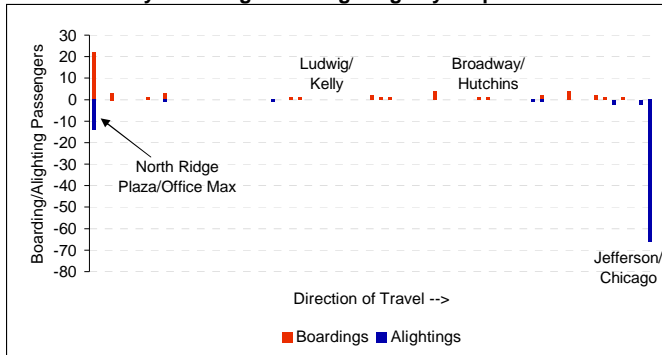 30
20
10
0
-10
-20
-30
-40
-50
-60
-70
-80
Boarding/Alighting Passengers
Ludwig/
Kelly
Broadway/
Hutchins
North Ridge
Plaza/Office Max
Jefferson/
Chicago
Direction of Travel -->
Boardings
Alightings